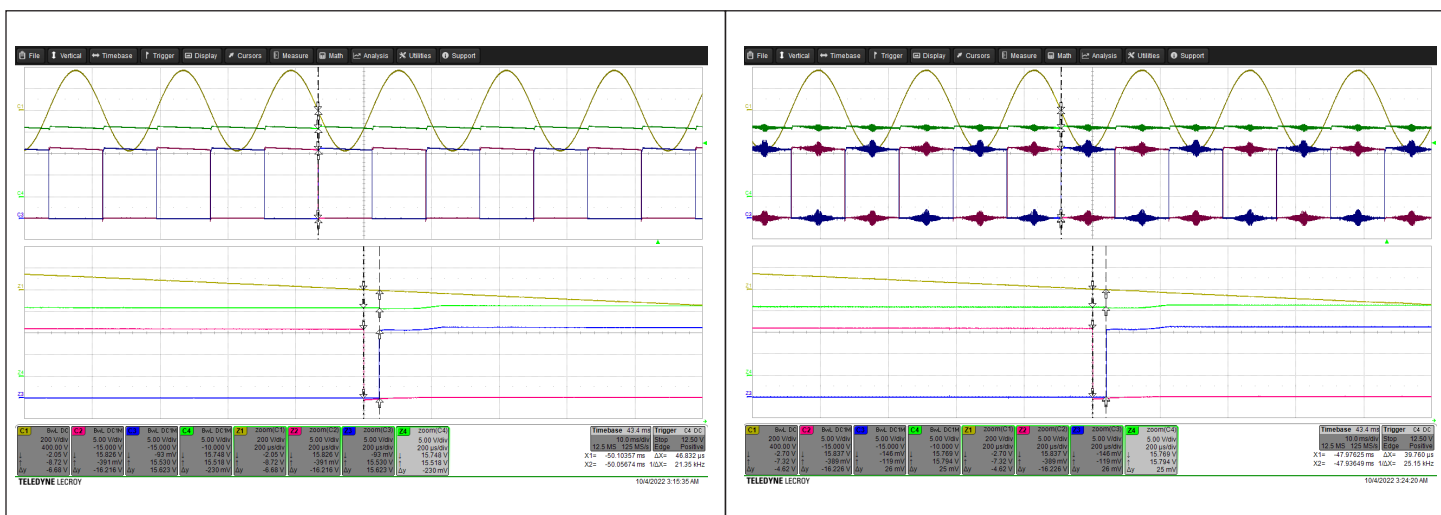 File Vertical Timebase Trigger Display Cursors Measure Math Analysis Utilities Support
C1
C4
C3
Z1
Z4
Z3
C1 BwL DC C2 BwL DC1M BwL DC1M C4 BwL DC1M Z1 zoom(C1) Z2 zoom(C2) zoom(C3) Z4 zoom(C4)
200 V/div 5.00 V/div 5.00 V/div 5.00 V/div 200 V/div 5.00 V/div 5.00 V/div 5.00 V/div
400.00 V -15.000 V -15.000 V -10.000 V 200 µs/div 200 µs/div 200 µs/div 200 µs/div
↓ -2.05 V 15.826 V -93 mV 15.748 V -2.05 V 15.826 V -93 mV 15.748 V
↑ -8.72 V -391 mV 15.530 V 15.518 V -8.72 V -391 mV 15.530 V 15.518 V
Δy -6.68 V -16.216 V 15.623 V -230 mV -6.68 V -16.216 V 15.623 V -230 mV
Timebase 43.4 ms Trigger C4 DC
10.0 ms/div Stop 12.50 V
12.5 MS 125 MS/s Edge Positive
X1= -50.10357 ms ΔX= 46.832 µs
X2= -50.05674 ms 1/ΔX= 21.35 kHz
TELEDYNE LECROY
10/4/2022 3:15:35 AM
File Vertical Timebase Trigger Display Cursors Measure Math Analysis Utilities Support
C1
C4
C3
Z1
Z4
Z3
C1 BwL DC C2 BwL DC1M BwL DC1M C4 BwL DC1M Z1 zoom(C1) Z2 zoom(C2) zoom(C3) Z4 zoom(C4)
200 V/div 5.00 V/div 5.00 V/div 5.00 V/div 200 V/div 5.00 V/div 5.00 V/div 5.00 V/div
400.00 V -15.000 V -15.000 V -10.000 V 200 µs/div 200 µs/div 200 µs/div 200 µs/div
↓ -2.70 V 15.837 V -146 mV 15.769 V -2.70 V 15.837 V -146 mV 15.769 V
↑ -7.32 V -389 mV -119 mV 15.794 V -7.32 V -389 mV -119 mV 15.794 V
Δy -4.62 V -16.226 V 26 mV 25 mV -4.62 V -16.226 V 26 mV 25 mV
Timebase 43.4 ms Trigger C4 DC
10.0 ms/div Stop 12.50 V
12.5 MS 125 MS/s Edge Positive
X1= -47.97625 ms ΔX= 39.760 µs
X2= -47.93649 ms 1/ΔX= 25.15 kHz
TELEDYNE LECROY
10/4/2022 3:24:20 AM